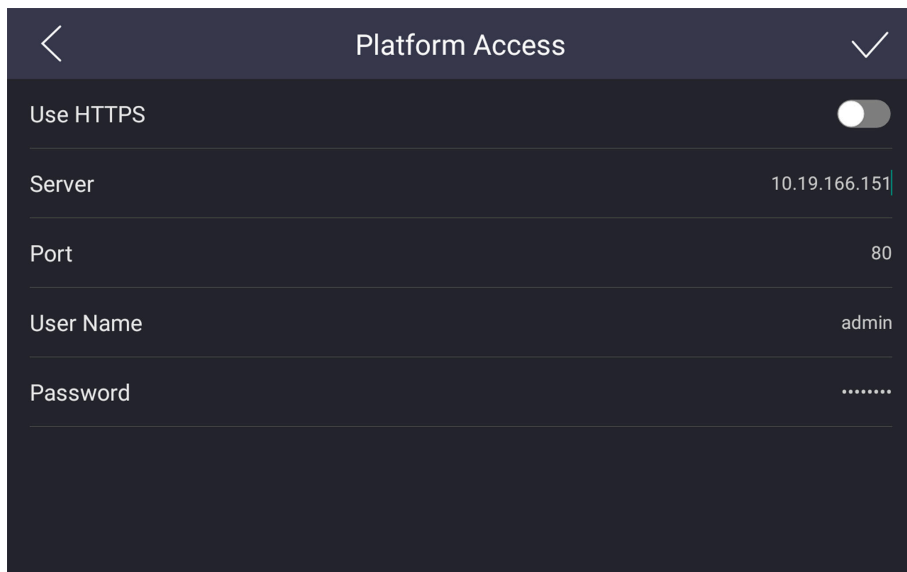 Platform Access
Use HTTPS
Server 10.19.166.151
Port 80
User Name admin
Password ••••••••